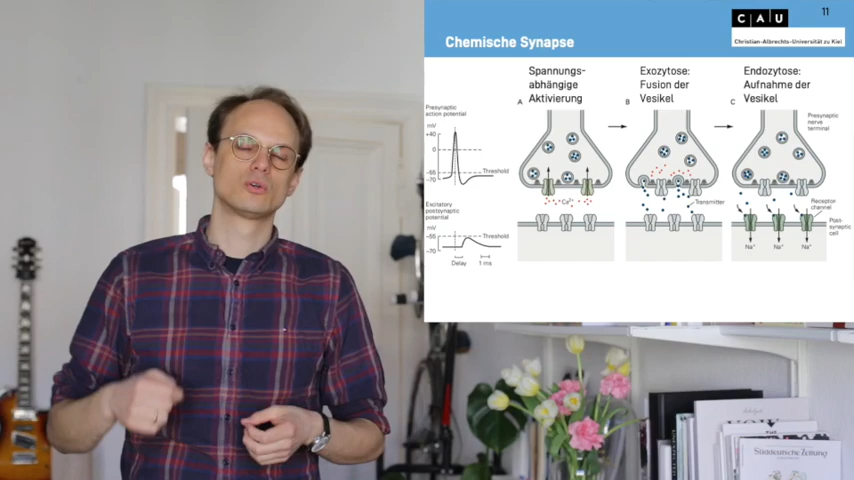 11
CAU
Christian-Albrechts-Universität zu Kiel
Chemische Synapse
Spannungs-
abhängige
Aktivierung
Exozytose:
Fusion der
Vesikel
Endozytose:
Aufnahme der
Vesikel
A
B
C
Presynaptic
action potential
mV
+40
0
-55
-70
Threshold
Excitatory
postsynaptic
potential
mV
-55
-70
Threshold
Delay
1 ms
Ca2+
Transmitter
Presynaptic
nerve
terminal
Receptor
channel
Post-
synaptic
cell
Na+
Na+
Na+
Süddeutsche Zeitung